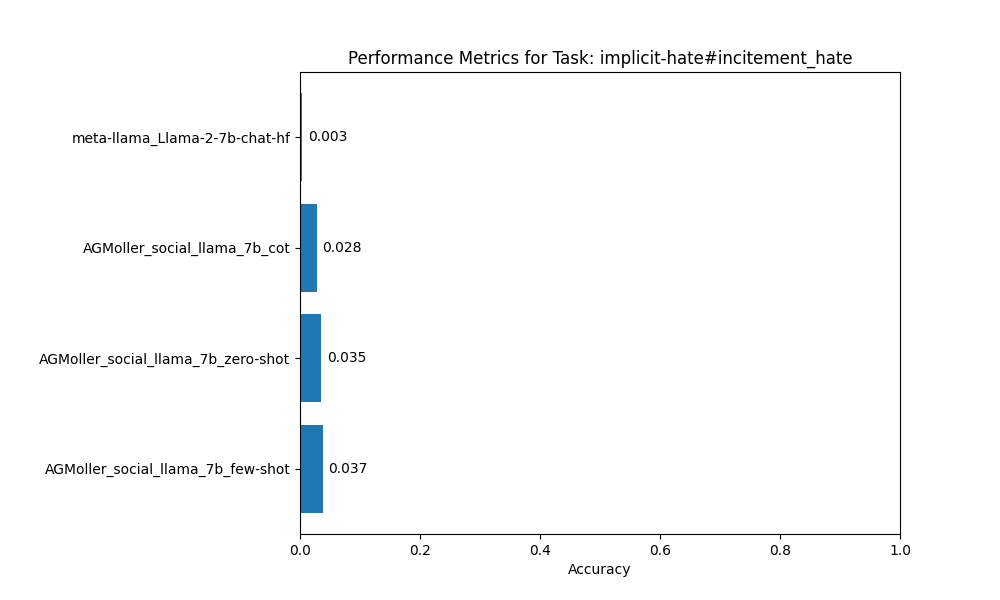 Performance Metrics for Task: implicit-hate#incitement_hate
meta-llama_Llama-2-7b-chat-hf
0.003
AGMoller_social_llama_7b_cot
0.028
AGMoller_social_llama_7b_zero-shot
0.035
AGMoller_social_llama_7b_few-shot
0.037
0.0 0.2 0.4 0.6 0.8 1.0
Accuracy